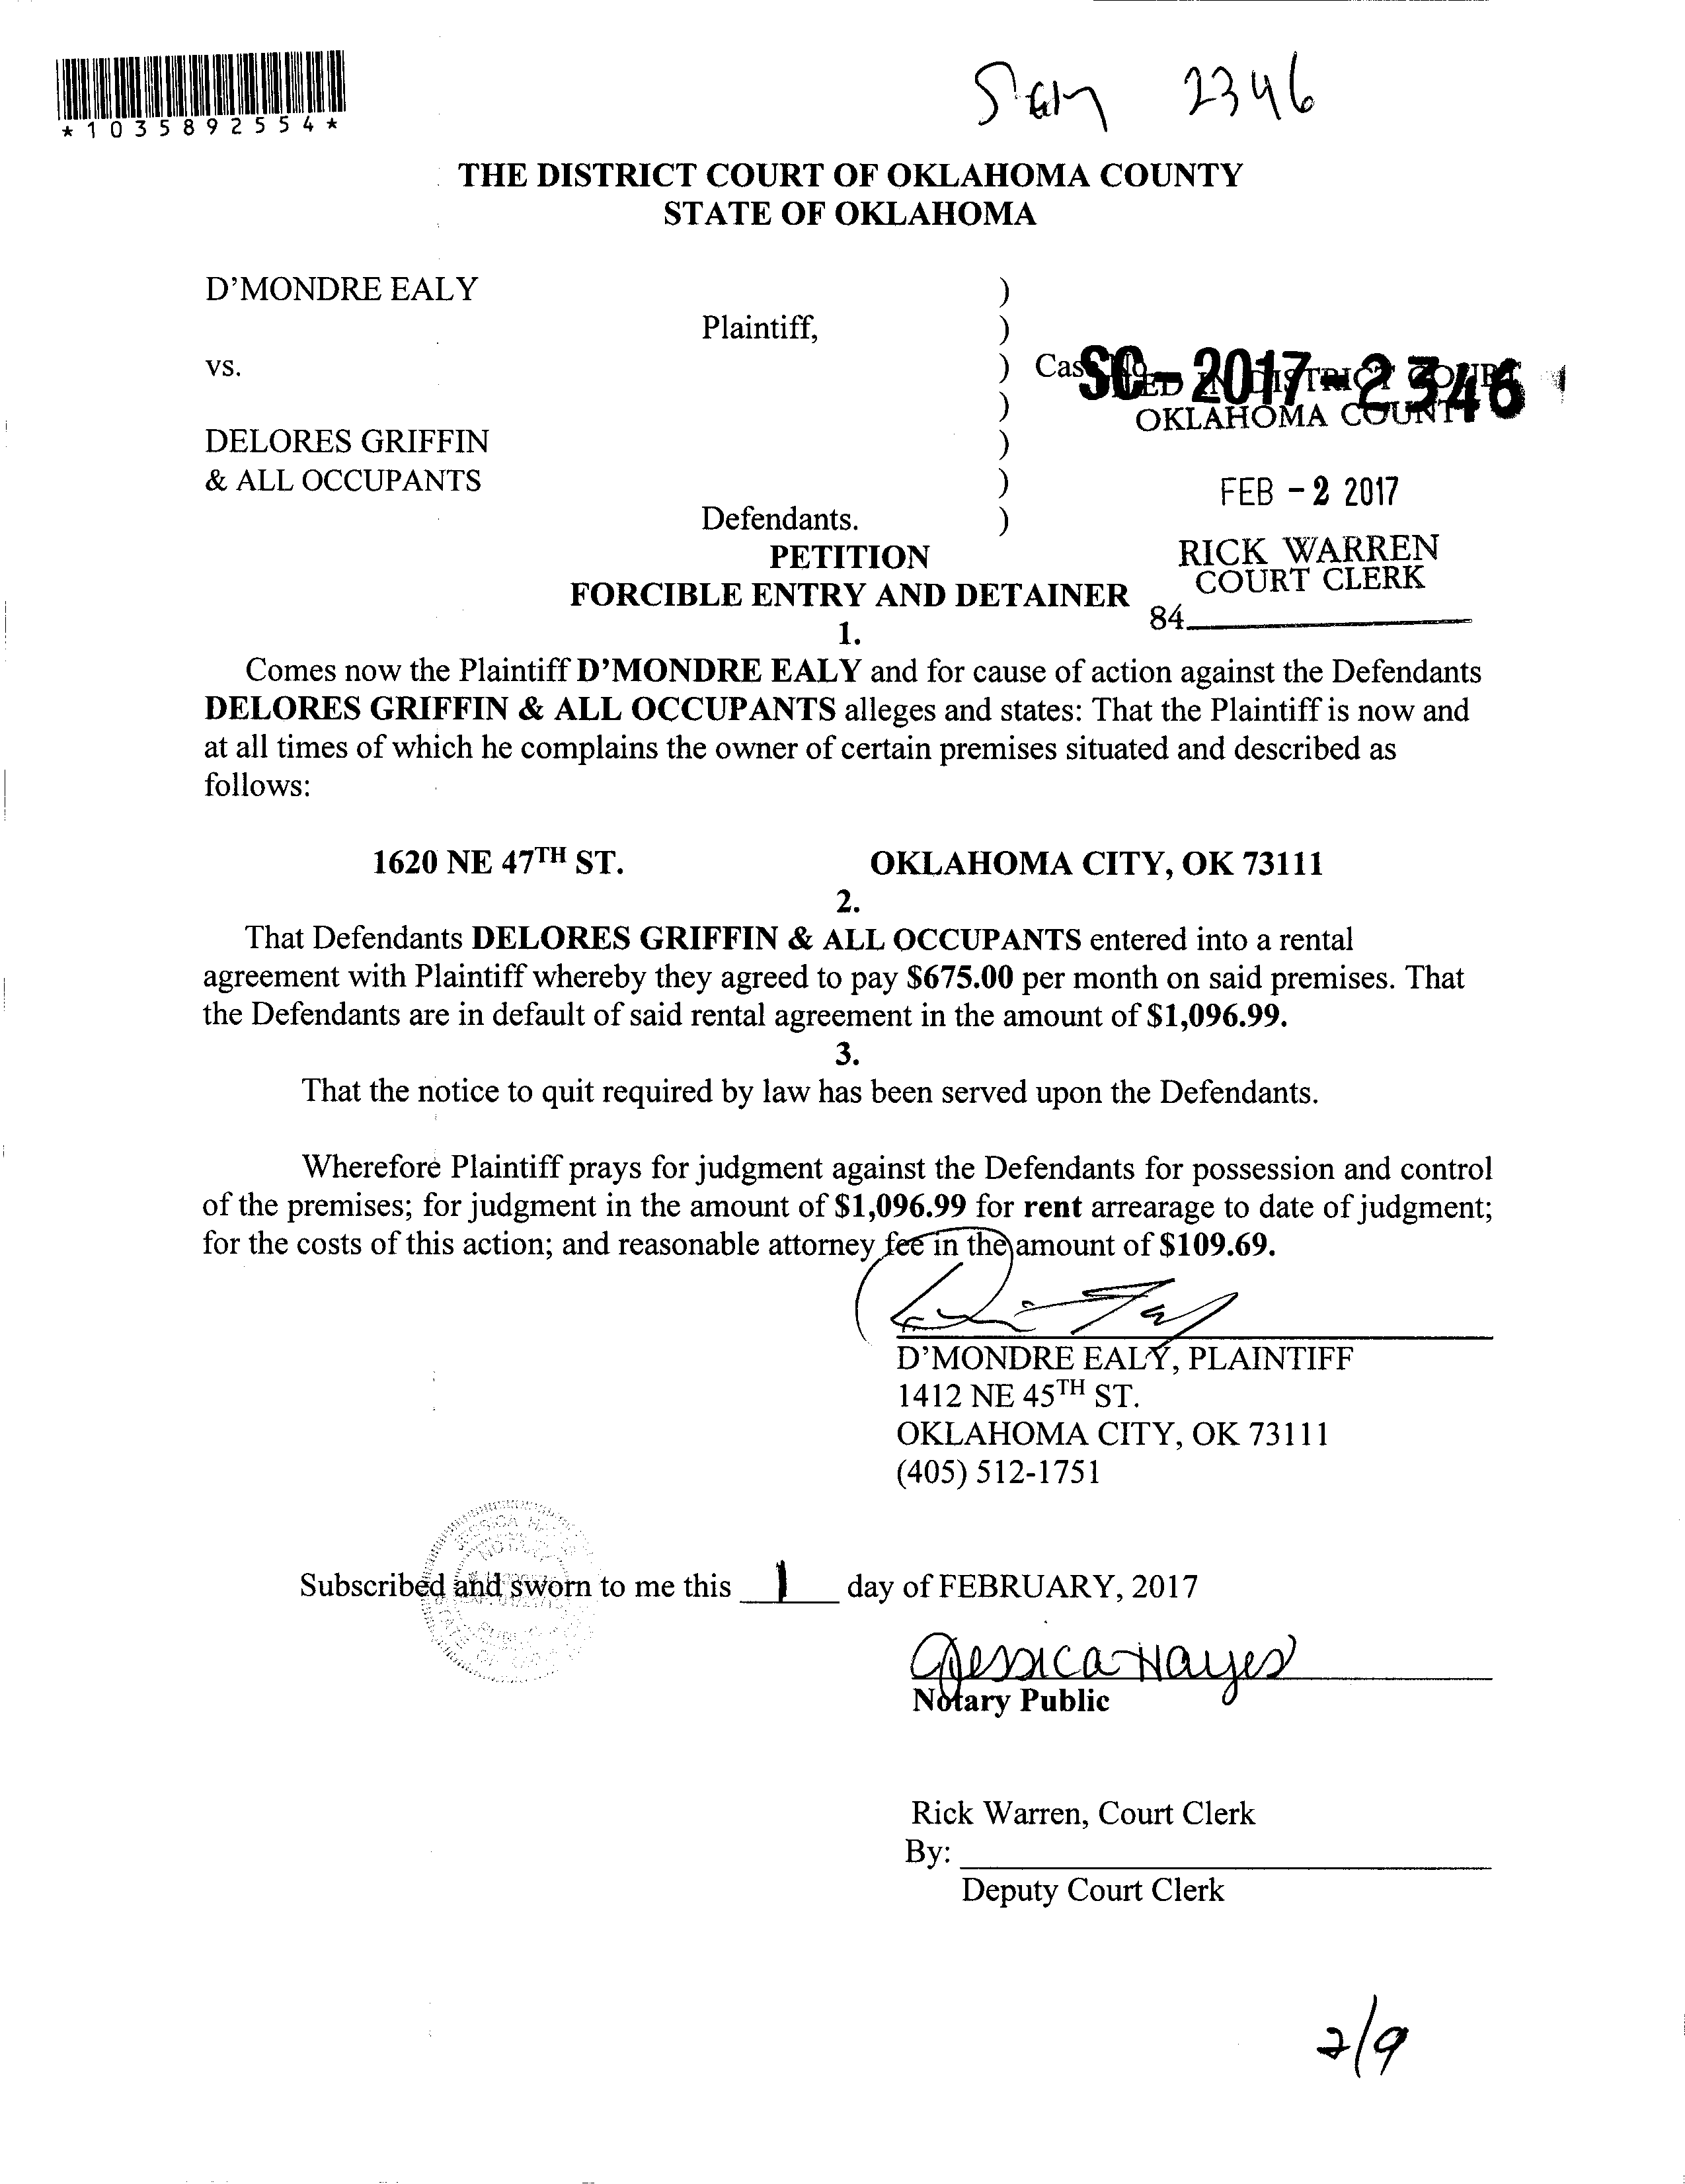 *1035892554*
2346
THE DISTRICT COURT OF OKLAHOMA COUNTY
STATE OF OKLAHOMA
D'MONDRE EALY )
Plaintiff, )
vs. ) Cas SC-2017-2346
) OKLAHOMA COUNTY
DELORES GRIFFIN )
& ALL OCCUPANTS )
FEB - 2 2017
Defendants. )
PETITION
RICK WARREN
COURT CLERK
FORCIBLE ENTRY AND DETAINER
84
1.
Comes now the Plaintiff D'MONDRE EALY and for cause of action against the Defendants
DELORES GRIFFIN & ALL OCCUPANTS alleges and states: That the Plaintiff is now and
at all times of which he complains the owner of certain premises situated and described as
follows:
1620 NE 47TH ST. OKLAHOMA CITY, OK 73111
2.
That Defendants DELORES GRIFFIN & ALL OCCUPANTS entered into a rental
agreement with Plaintiff whereby they agreed to pay $675.00 per month on said premises. That
the Defendants are in default of said rental agreement in the amount of $1,096.99.
3.
That the notice to quit required by law has been served upon the Defendants.
Wherefore Plaintiff prays for judgment against the Defendants for possession and control
of the premises; for judgment in the amount of $1,096.99 for rent arrearage to date of judgment;
for the costs of this action; and reasonable attorney fee in the amount of $109.69.
D'MONDRE EALY, PLAINTIFF
1412 NE 45TH ST.
OKLAHOMA CITY, OK 73111
(405) 512-1751
Subscribed and sworn to me this 1 day of FEBRUARY, 2017
Jessica Hayes
Notary Public
Rick Warren, Court Clerk
By:
Deputy Court Clerk
2/9